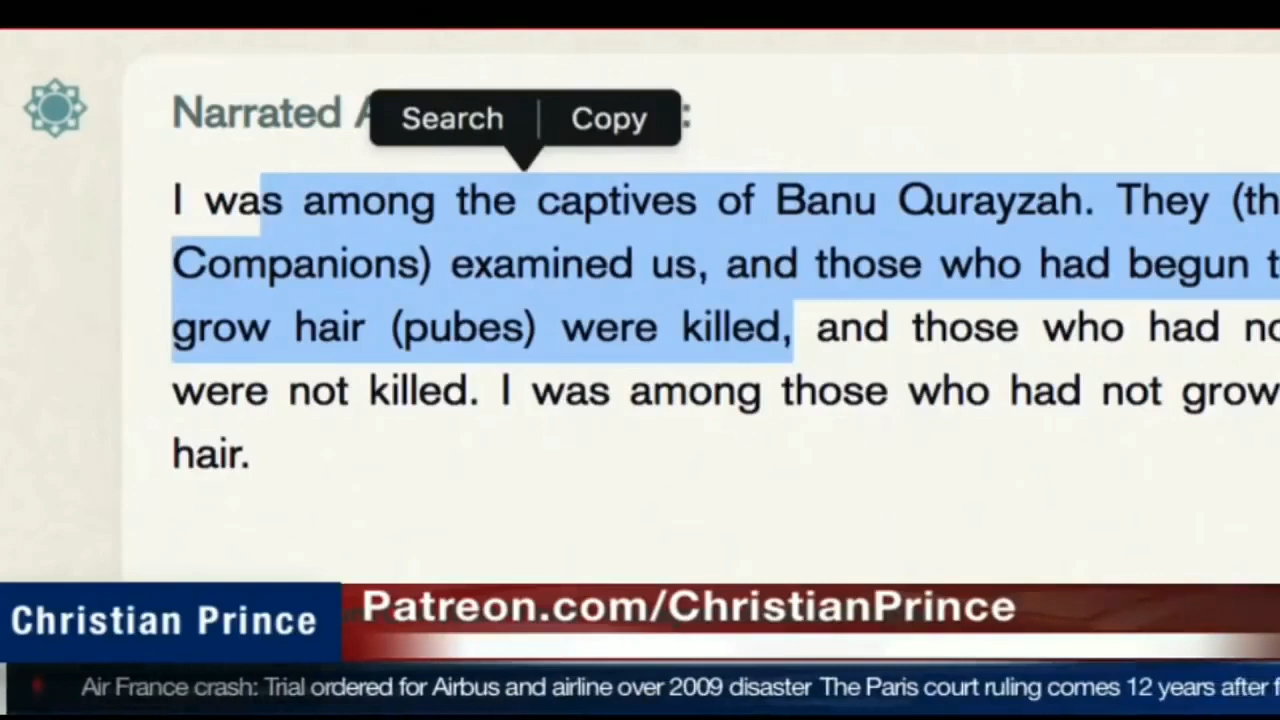 Narrated
Search
Copy
:
I was among the captives of Banu Qurayzah. They
Companions) examined us, and those who had begun
grow hair (pubes) were killed, and those who had
were not killed. I was among those who had not
hair.
Christian Prince
Patreon.com/ChristianPrince
Air France crash: Trial ordered for Airbus and airline over 2009 disaster The Paris court ruling comes 12 years after